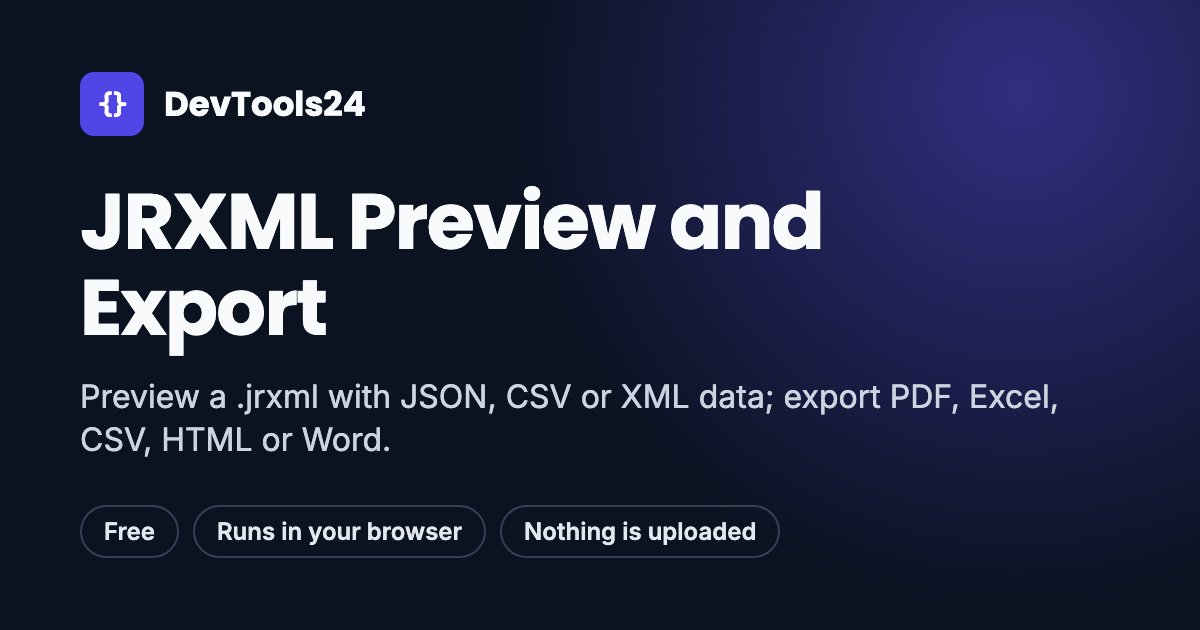 {}
DevTools24
JRXML Preview and
Export
Preview a .jrxml with JSON, CSV or XML data; export PDF, Excel,
CSV, HTML or Word.
Free
Runs in your browser
Nothing is uploaded